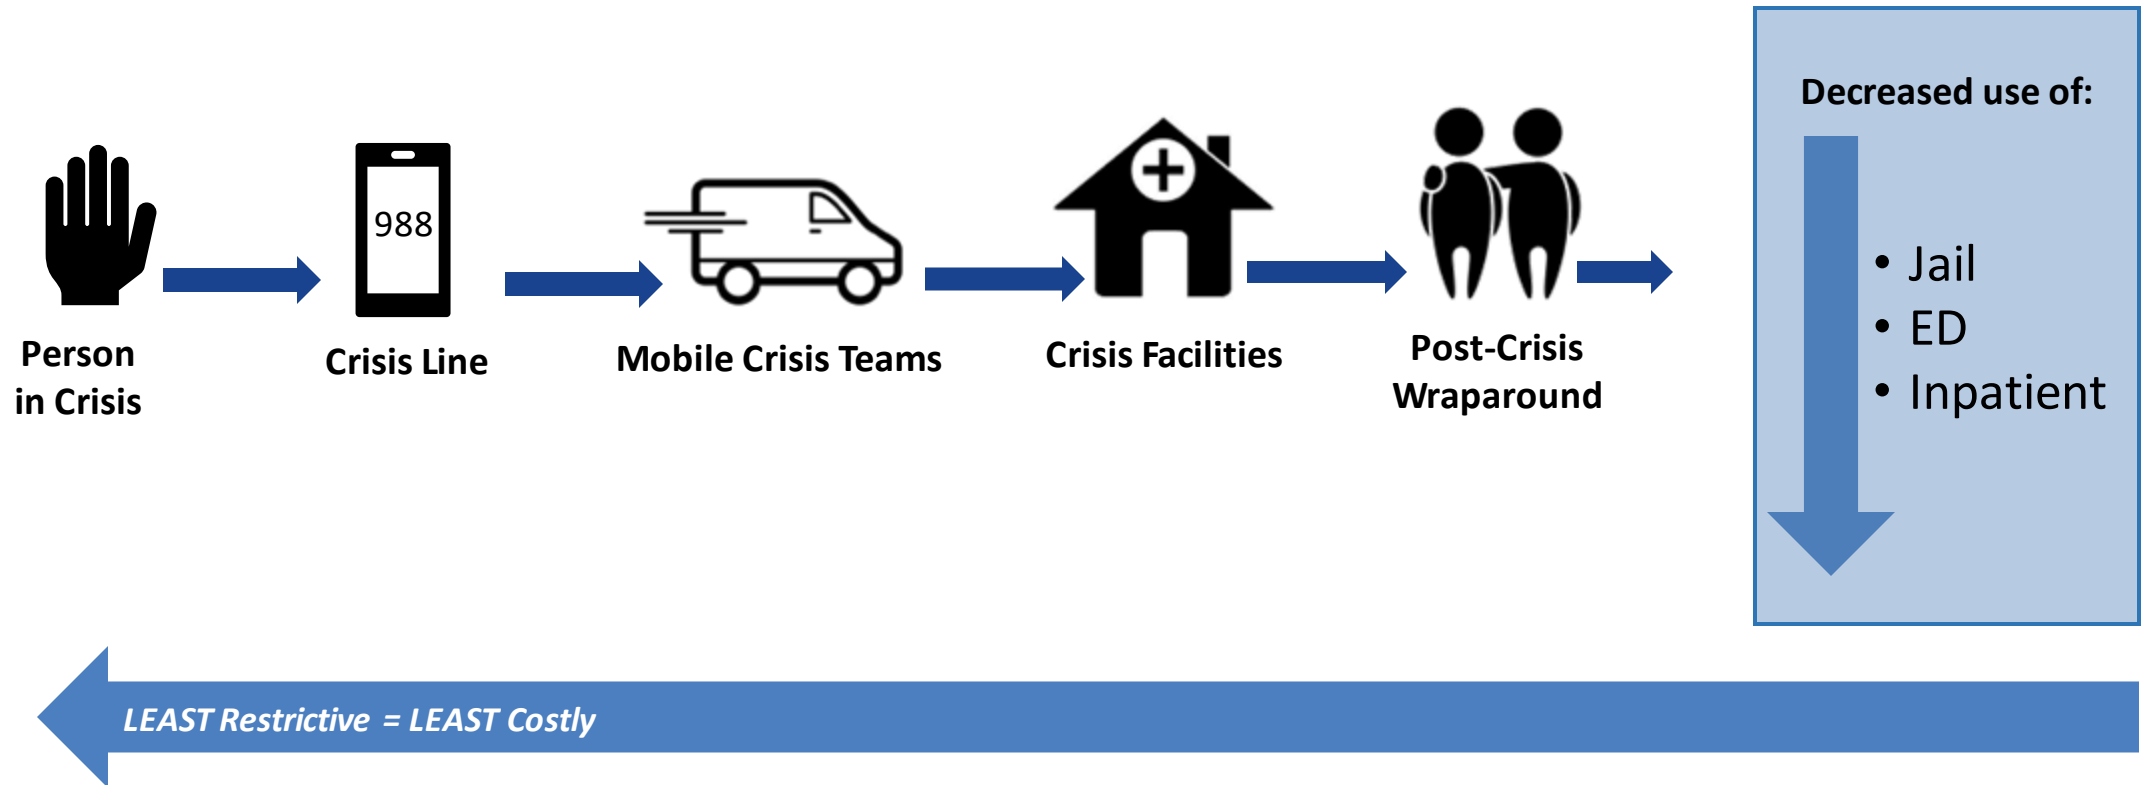 Decreased use of:
988
• Jail
• ED
• Inpatient
Person
in Crisis
Crisis Line
Mobile Crisis Teams
Crisis Facilities
Post-Crisis
Wraparound
LEAST Restrictive = LEAST Costly